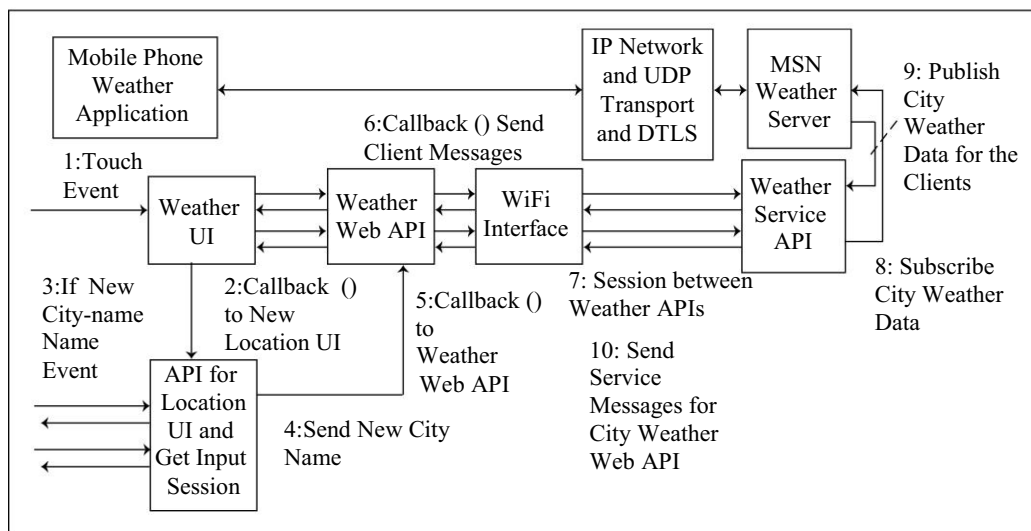 Mobile Phone
Weather
Application
IP Network
and UDP
Transport
and DTLS
MSN
Weather
Server
9: Publish
City
Weather
Data for the
Clients
6:Callback () Send
Client Messages
1:Touch
Event
Weather
UI
Weather
Web API
WiFi
Interface
Weather
Service
API
3:If New
City-name
Name
Event
2:Callback ()
to New
Location UI
5:Callback ()
to
Weather
Web API
7: Session between
Weather APIs
8: Subscribe
City Weather
Data
API for
Location
UI and
Get Input
Session
4:Send New City
Name
10: Send
Service
Messages for
City Weather
Web API